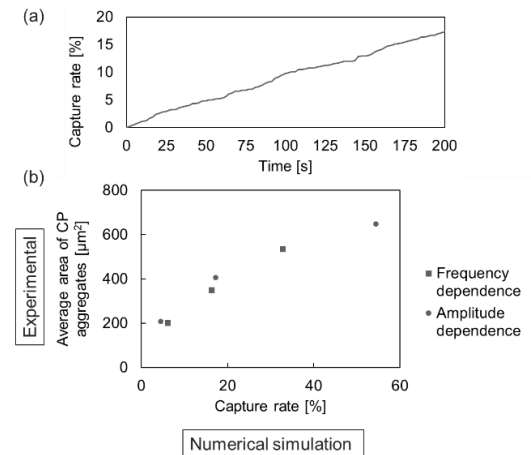 (a)
Capture rate [%]
20
15
10
5
0
0 25 50 75 100 125 150 175 200
Time [s]
(b)
Experimental
Average area of CP
aggregates [µm²]
800
600
400
200
0
0 20 40 60
Capture rate [%]
Frequency
dependence
Amplitude
dependence
Numerical simulation